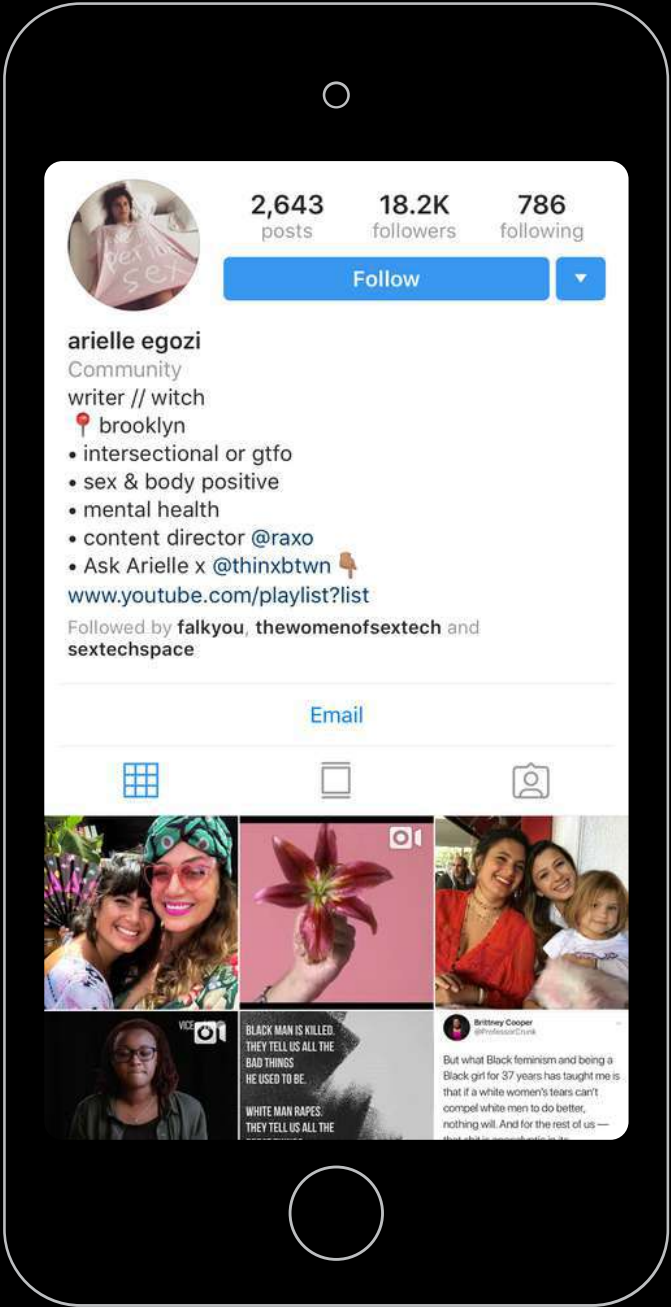 period
sex
2,643
posts
18.2K
followers
786
following
Follow
arielle egozi
Community
writer // witch
📍 brooklyn
• intersectional or gtfo
• sex & body positive
• mental health
• content director @raxo
• Ask Arielle x @thinxbtwn 👇🏽
www.youtube.com/playlist?list
Followed by falkyou, thewomenofsextech and
sextechspace
Email
VICE
BLACK MAN IS KILLED.
THEY TELL US ALL THE
BAD THINGS
HE USED TO BE.
WHITE MAN RAPES.
THEY TELL US ALL THE
Brittney Cooper
@ProfessorCrunk
But what Black feminism and being a
Black girl for 37 years has taught me is
that if a white women's tears can't
compel white men to do better,
nothing will. And for the rest of us —